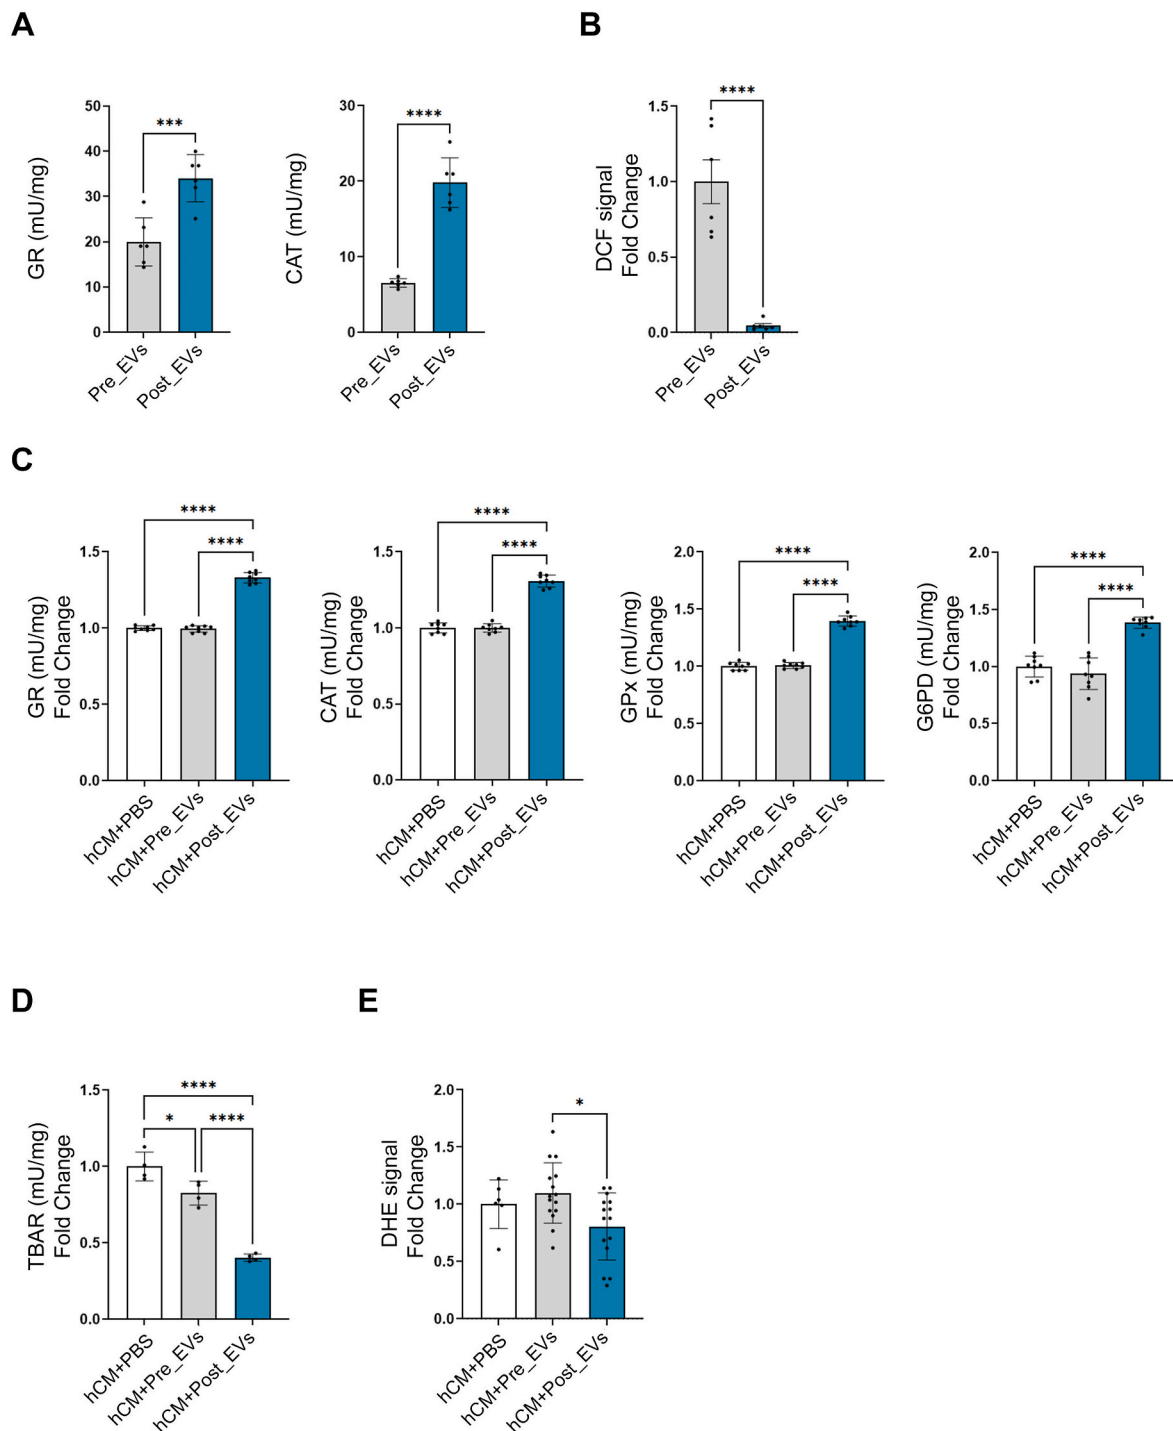 A
B
50
40
30
20
10
0
GR (mU/mg)
***
Pre_EVs
Post_EVs
30
20
10
0
CAT (mU/mg)
****
Pre_EVs
Post_EVs
1.5
1.0
0.5
0.0
DCF signal
Fold Change
****
Pre_EVs
Post_EVs
C
1.5
1.0
0.5
0.0
GR (mU/mg)
Fold Change
****
****
hCM+PBS
hCM+Pre_EVs
hCM+Post_EVs
1.5
1.0
0.5
0.0
CAT (mU/mg)
Fold Change
****
****
hCM+PBS
hCM+Pre_EVs
hCM+Post_EVs
2.0
1.5
1.0
0.5
0.0
GPx (mU/mg)
Fold Change
****
****
hCM+PBS
hCM+Pre_EVs
hCM+Post_EVs
2.0
1.5
1.0
0.5
0.0
G6PD (mU/mg)
Fold Change
****
****
hCM+PBS
hCM+Pre_EVs
hCM+Post_EVs
D
E
1.5
1.0
0.5
0.0
TBAR (mU/mg)
Fold Change
****
*
****
hCM+PBS
hCM+Pre_EVs
hCM+Post_EVs
2.0
1.5
1.0
0.5
0.0
DHE signal
Fold Change
*
hCM+PBS
hCM+Pre_EVs
hCM+Post_EVs